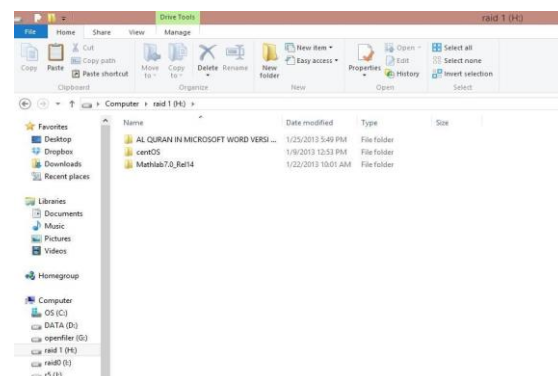 Drive Tools
raid 1 (H:)
File Home Share View Manage
Copy
Paste
Cut
Copy path
Paste shortcut
Move to
Copy to
Delete
Rename
New folder
New item
Easy access
Properties
Open
Edit
History
Select all
Select none
Invert selection
Clipboard Organize New Open Select
Computer raid 1 (H:)
Name Date modified Type Size
AL QURAN IN MICROSOFT WORD VERSI ... 1/25/2013 5:49 PM File folder
centOS 1/9/2013 12:53 PM File folder
Mathlab7.0_Rel14 1/22/2013 10:01 AM File folder
Favorites
Desktop
Dropbox
Downloads
Recent places
Libraries
Documents
Music
Pictures
Videos
Homegroup
Computer
OS (C:)
DATA (D:)
openfiler (G:)
raid 1 (H:)
raid0 (I:)